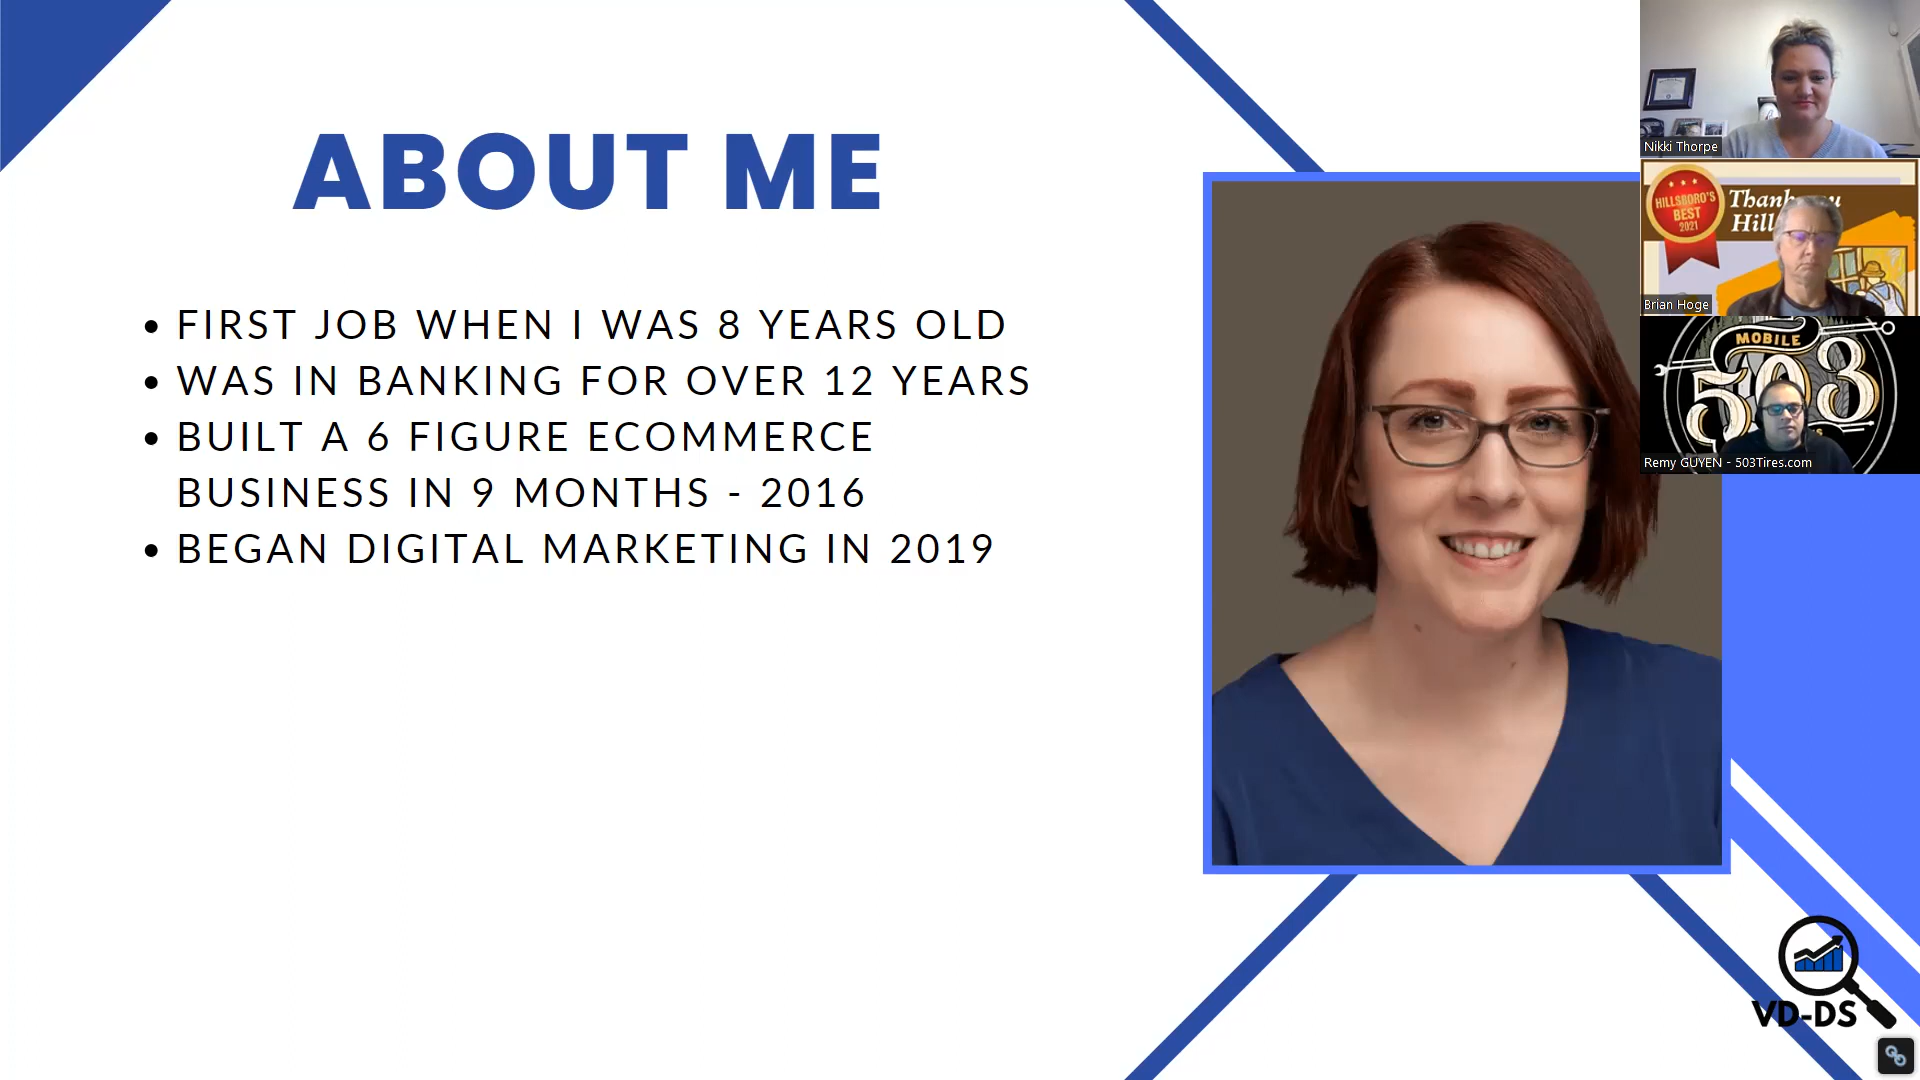 ABOUT ME
• FIRST JOB WHEN I WAS 8 YEARS OLD
• WAS IN BANKING FOR OVER 12 YEARS
• BUILT A 6 FIGURE ECOMMERCE
BUSINESS IN 9 MONTHS - 2016
• BEGAN DIGITAL MARKETING IN 2019
Nikki Thorpe
HILLSBORO'S
BEST
2021
Brian Hoge
MOBILE
503
Remy GUYEN - 503Tires.com
VD-DS